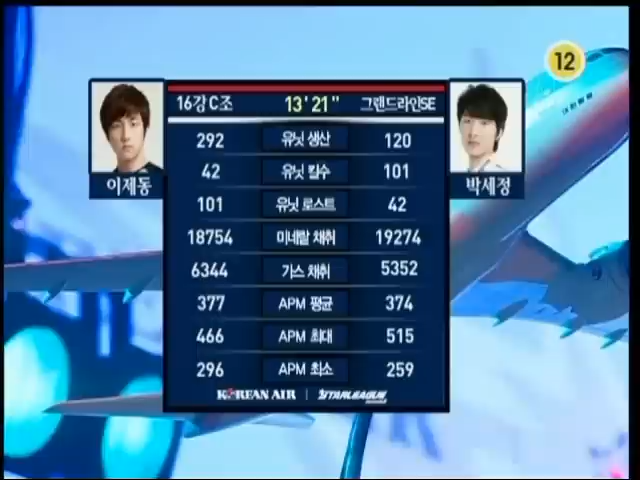 12
16강 C조 13' 21" 그랜드라인SE
292 유닛 생산 120
42 유닛 킬수 101
이제동
박세정
101 유닛 로스트 42
18754 미네랄 채취 19274
6344 가스 채취 5352
377 APM 평균 374
466 APM 최대 515
296 APM 최소 259
KOREAN AIR | STARLEAGUE